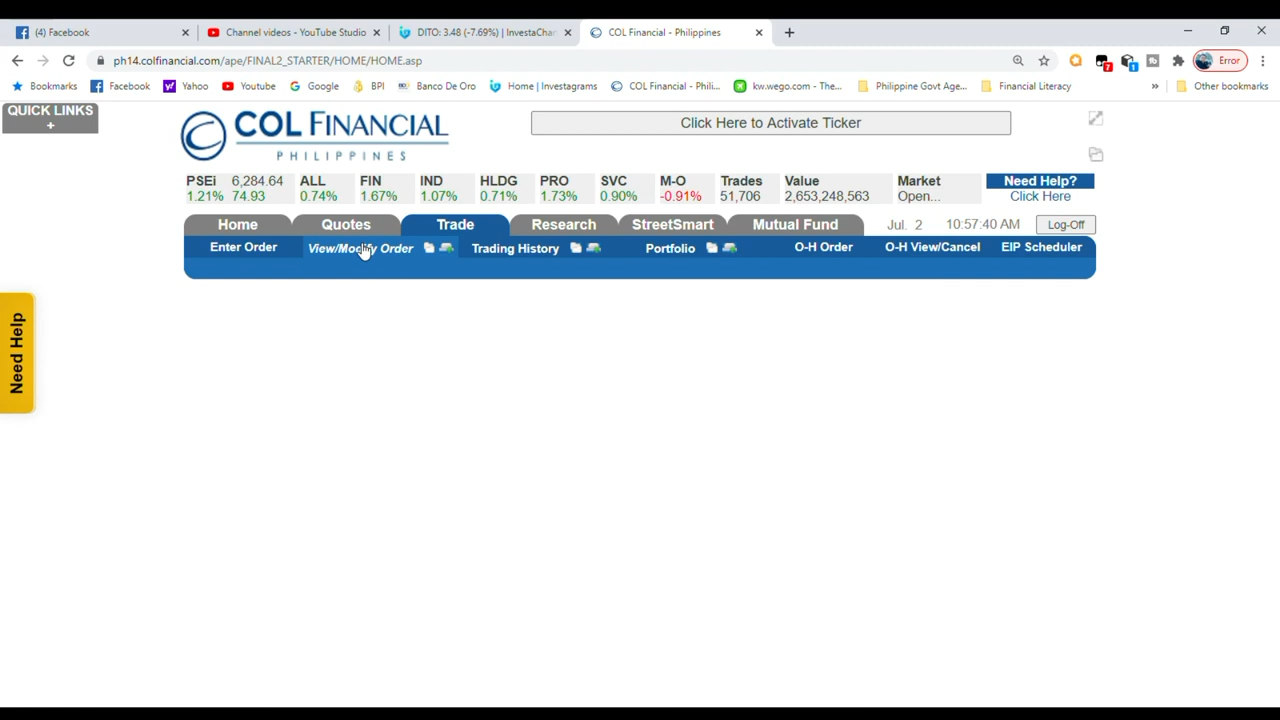 (4) Facebook
Channel videos - YouTube Studio
DITO: 3.48 (-7.69%) | InvestaChar
COL Financial - Philippines
ph14.colfinancial.com/ape/FINAL2_STARTER/HOME/HOME.asp
7
1
Error
Bookmarks Facebook Yahoo Youtube Google BPI Banco De Oro Home | Investagrams COL Financial - Phili... kw.wego.com - The... Philippine Govt Age... Financial Literacy » Other bookmarks
QUICK LINKS
+
COL FINANCIAL
PHILIPPINES
Click Here to Activate Ticker
PSEi 6,284.64 ALL FIN IND HLDG PRO SVC M-O Trades Value Market Need Help?
1.21% 74.93 0.74% 1.67% 1.07% 0.71% 1.73% 0.90% -0.91% 51,706 2,653,248,563 Open... Click Here
Home Quotes Trade Research StreetSmart Mutual Fund Jul. 2 10:57:40 AM Log-Off
Enter Order View/Modify Order Trading History Portfolio O-H Order O-H View/Cancel EIP Scheduler
Need Help